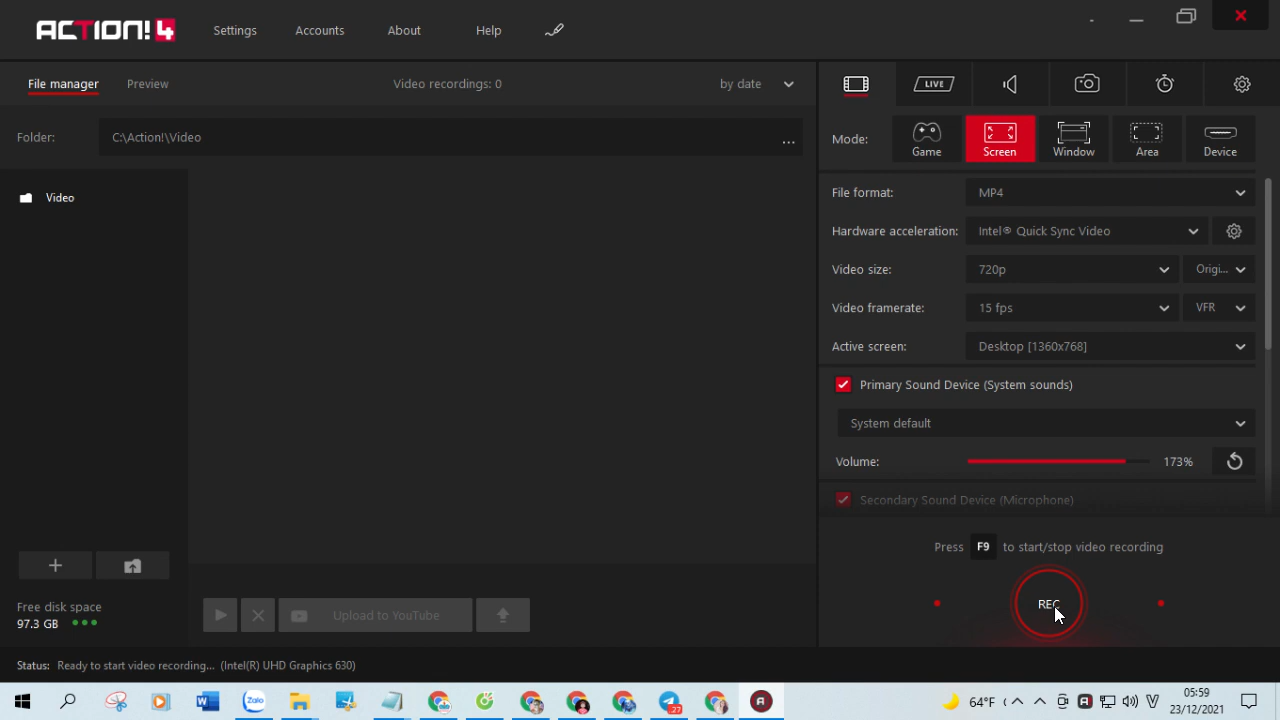 ACTION! 4
Settings
Accounts
About
Help
File manager
Preview
Video recordings: 0
by date
LIVE
Folder:
C:\Action!\Video
...
Mode:
Game
Screen
Window
Area
Device
Video
File format:
MP4
Hardware acceleration:
Intel® Quick Sync Video
Video size:
720p
Origi...
Video framerate:
15 fps
VFR
Active screen:
Desktop [1360x768]
Primary Sound Device (System sounds)
System default
Volume:
173%
Secondary Sound Device (Microphone)
Press F9 to start/stop video recording
REC
Free disk space
97.3 GB
Upload to YouTube
Status: Ready to start video recording... (Intel(R) UHD Graphics 630)
Zalo
27
64°F
05:59
23/12/2021